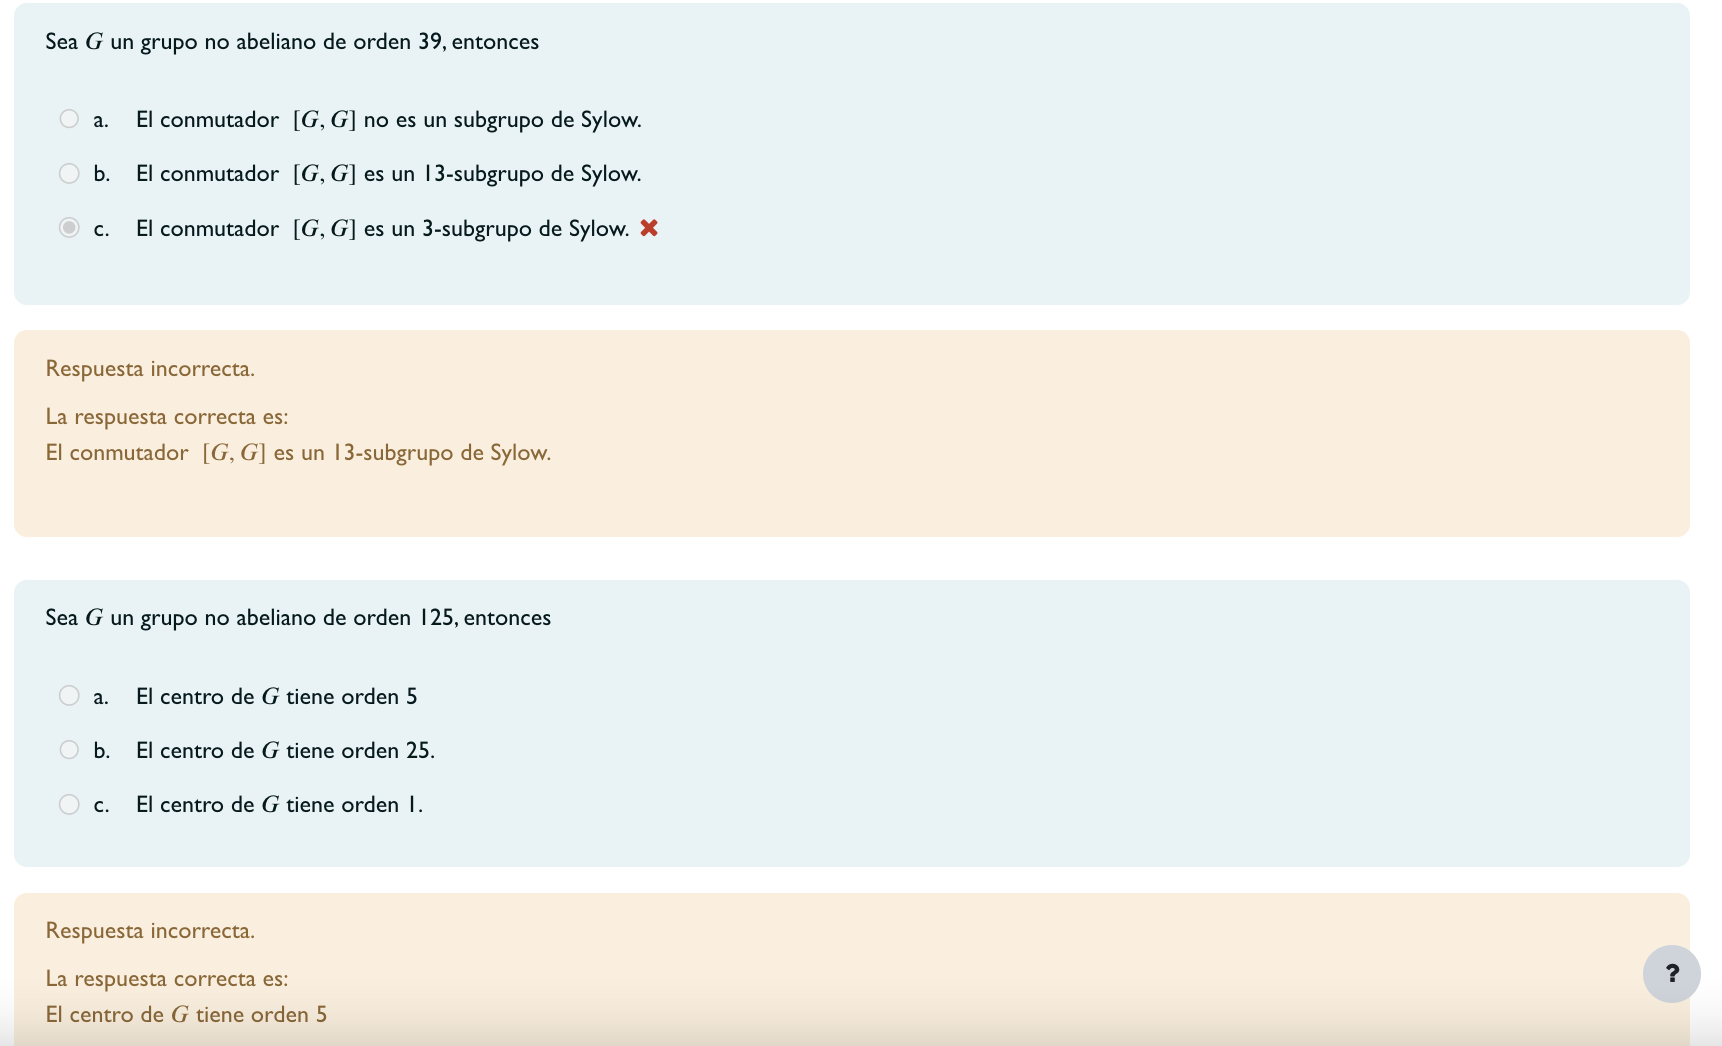 Sea G un grupo no abeliano de orden 39, entonces
a. El conmutador [G, G] no es un subgrupo de Sylow.
b. El conmutador [G, G] es un 13-subgrupo de Sylow.
c. El conmutador [G, G] es un 3-subgrupo de Sylow. ✖
Respuesta incorrecta.
La respuesta correcta es:
El conmutador [G, G] es un 13-subgrupo de Sylow.
Sea G un grupo no abeliano de orden 125, entonces
a. El centro de G tiene orden 5
b. El centro de G tiene orden 25.
c. El centro de G tiene orden 1.
Respuesta incorrecta.
La respuesta correcta es:
El centro de G tiene orden 5
?